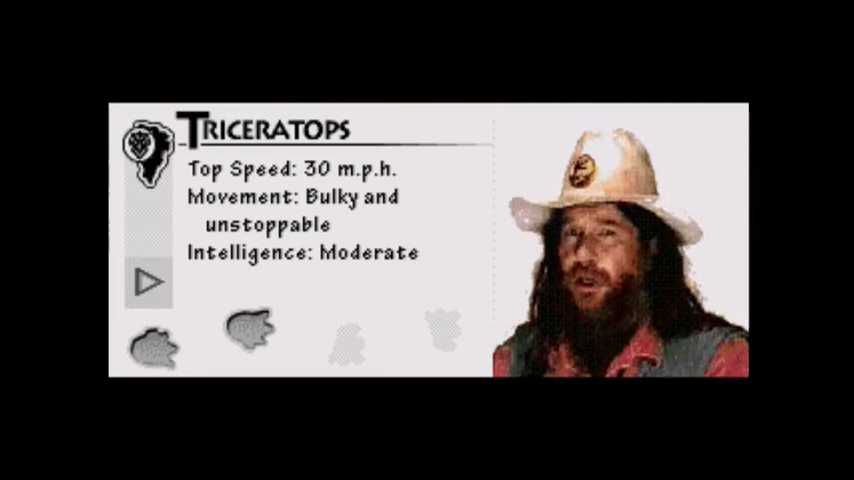 TRICERATOPS
Top Speed: 30 m.p.h.
Movement: Bulky and
unstoppable
Intelligence: Moderate